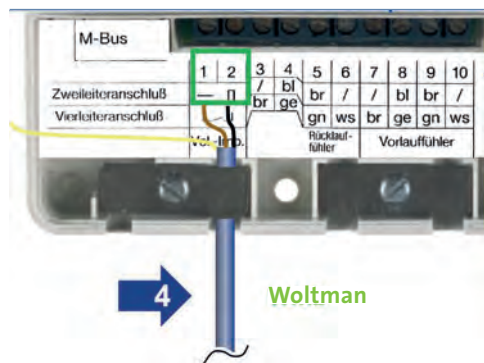 M-Bus
1 2 3 4 5 6 7 8 9 10
Zweileiteranschluß — / bl br / / bl br /
Vierleiteranschluß br ge gn ws br ge gn ws
Vol.-Imp. Rücklauf-
fühler Vorlauffühler
4 Woltman